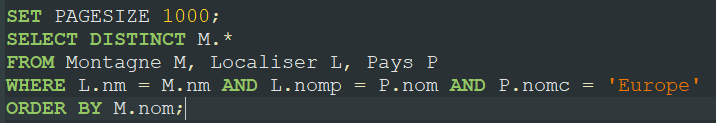 SET PAGESIZE 1000;
SELECT DISTINCT M.*
FROM Montagne M, Localiser L, Pays P
WHERE L.nm = M.nm AND L.nomp = P.nom AND P.nomc = 'Europe'
ORDER BY M.nom;